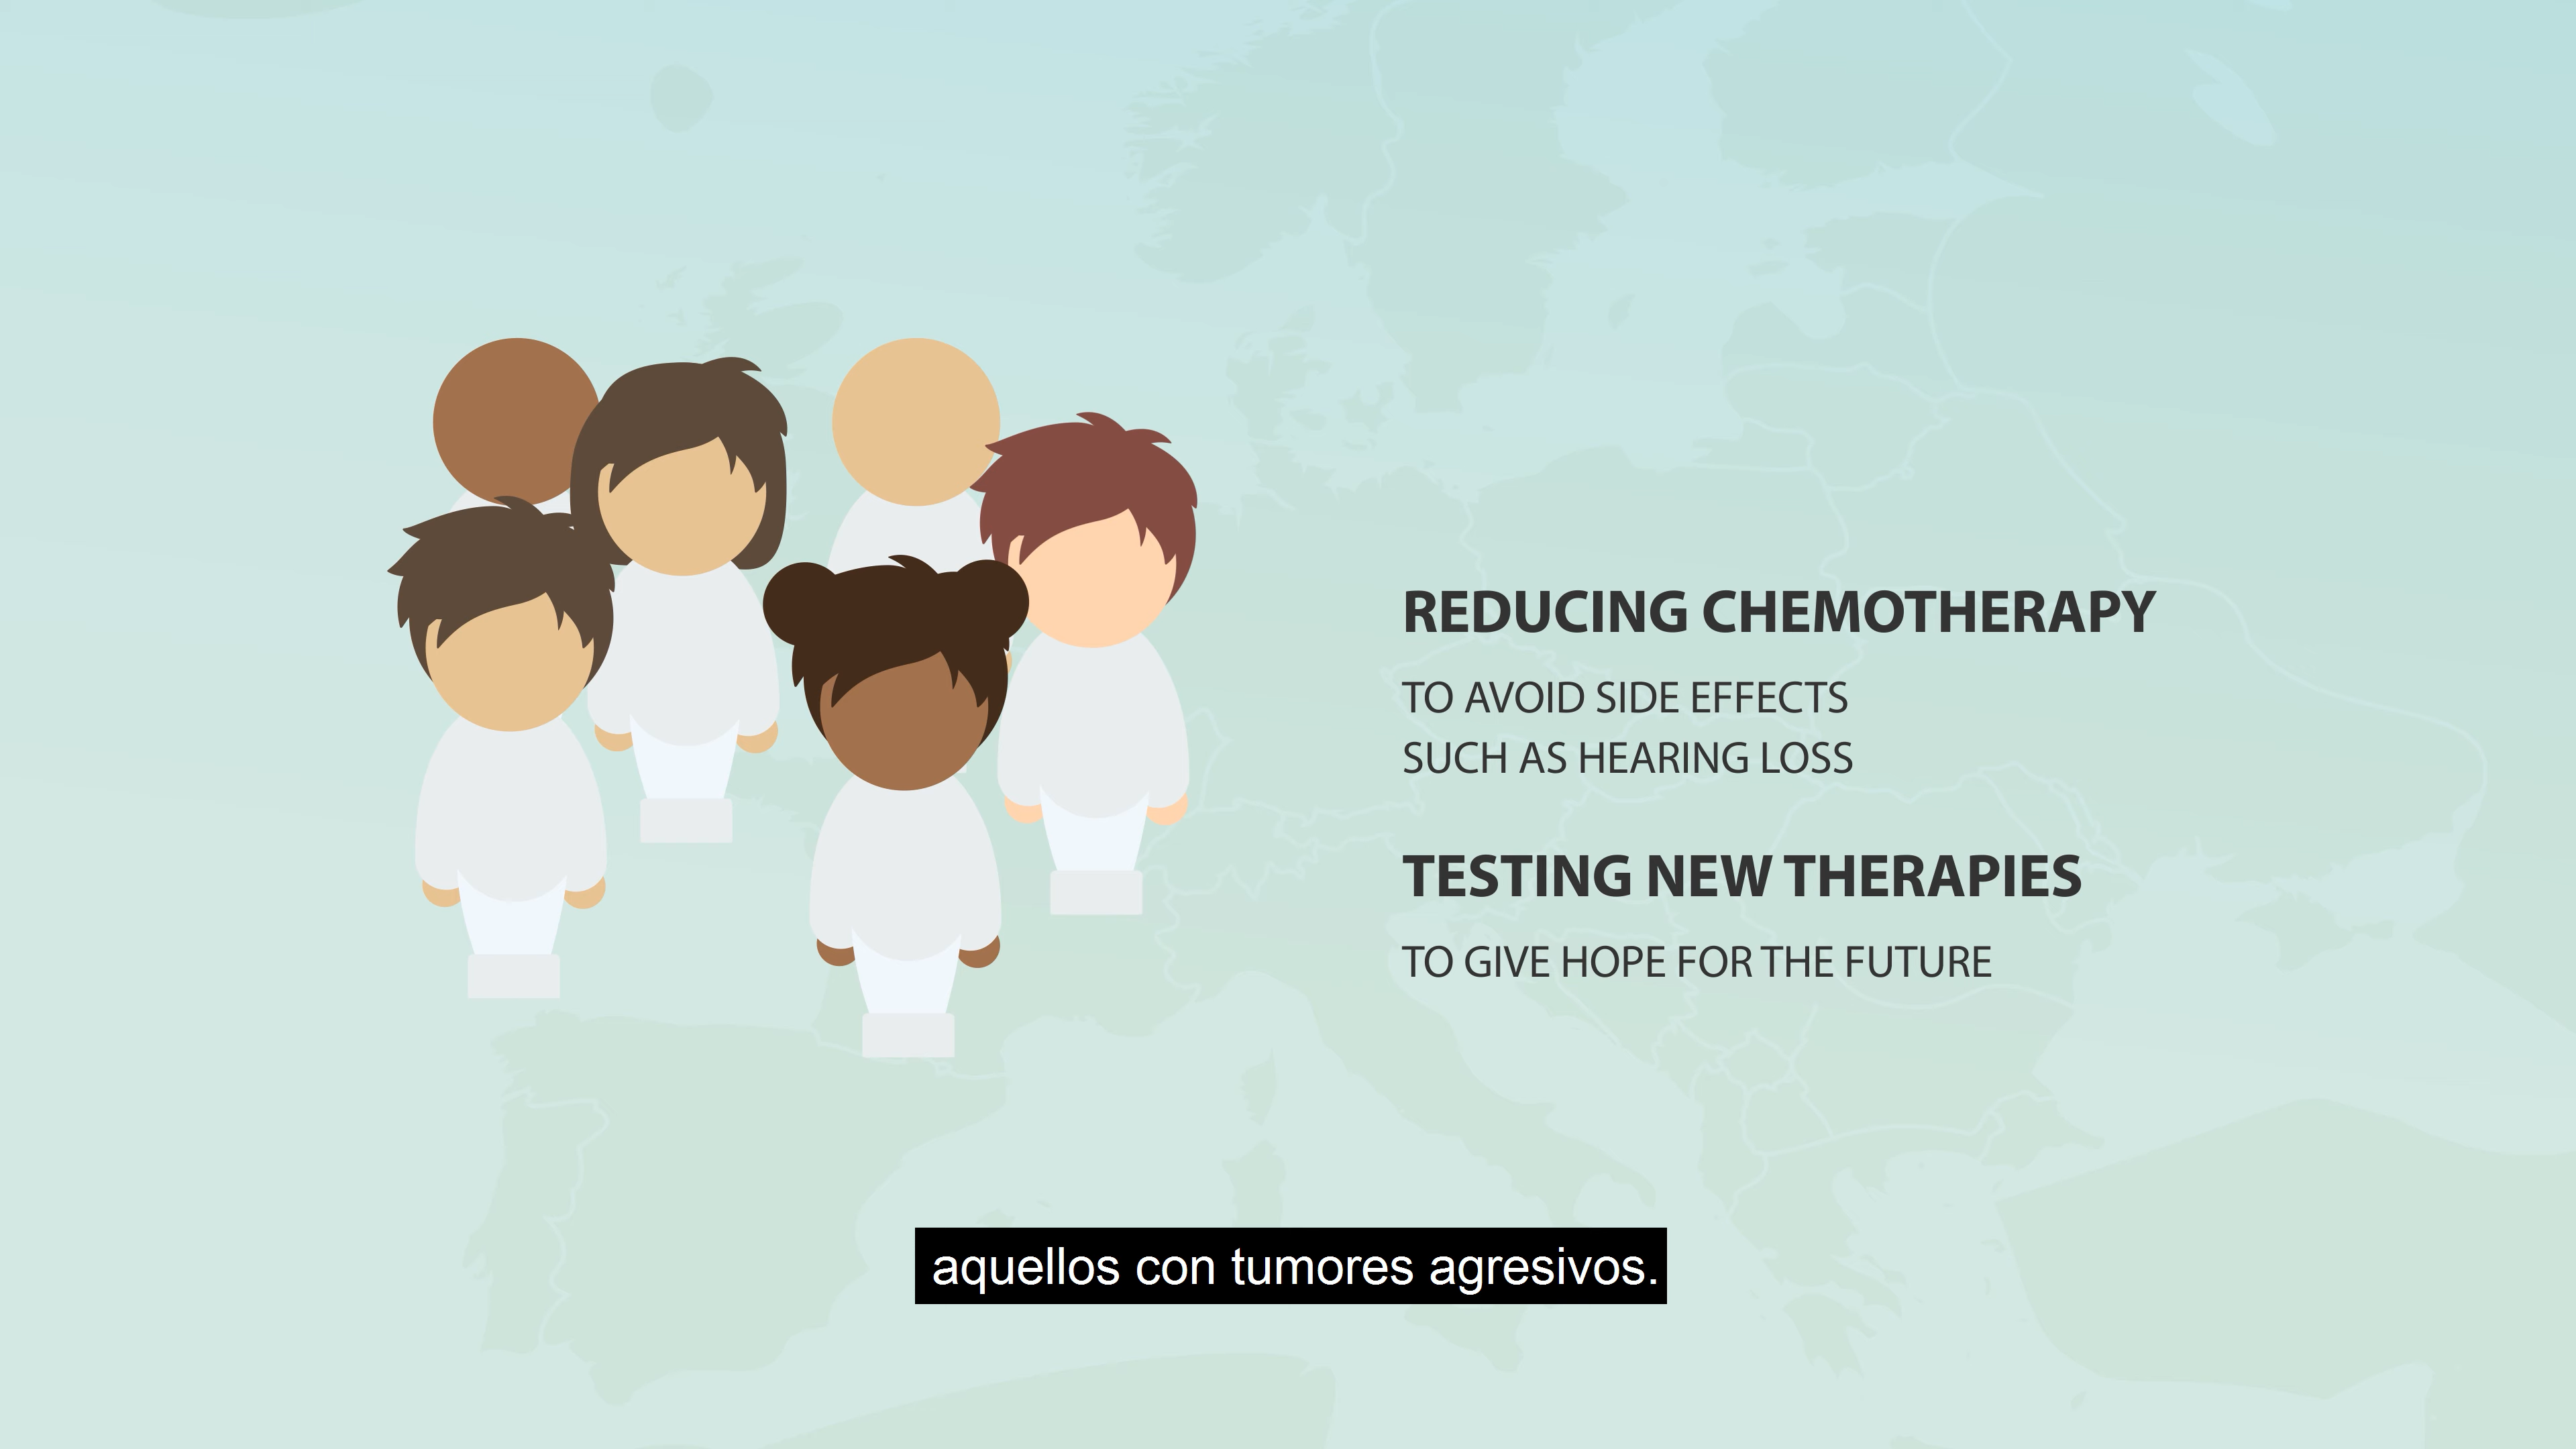 REDUCING CHEMOTHERAPY
TO AVOID SIDE EFFECTS
SUCH AS HEARING LOSS
TESTING NEW THERAPIES
TO GIVE HOPE FOR THE FUTURE
aquellos con tumores agresivos.